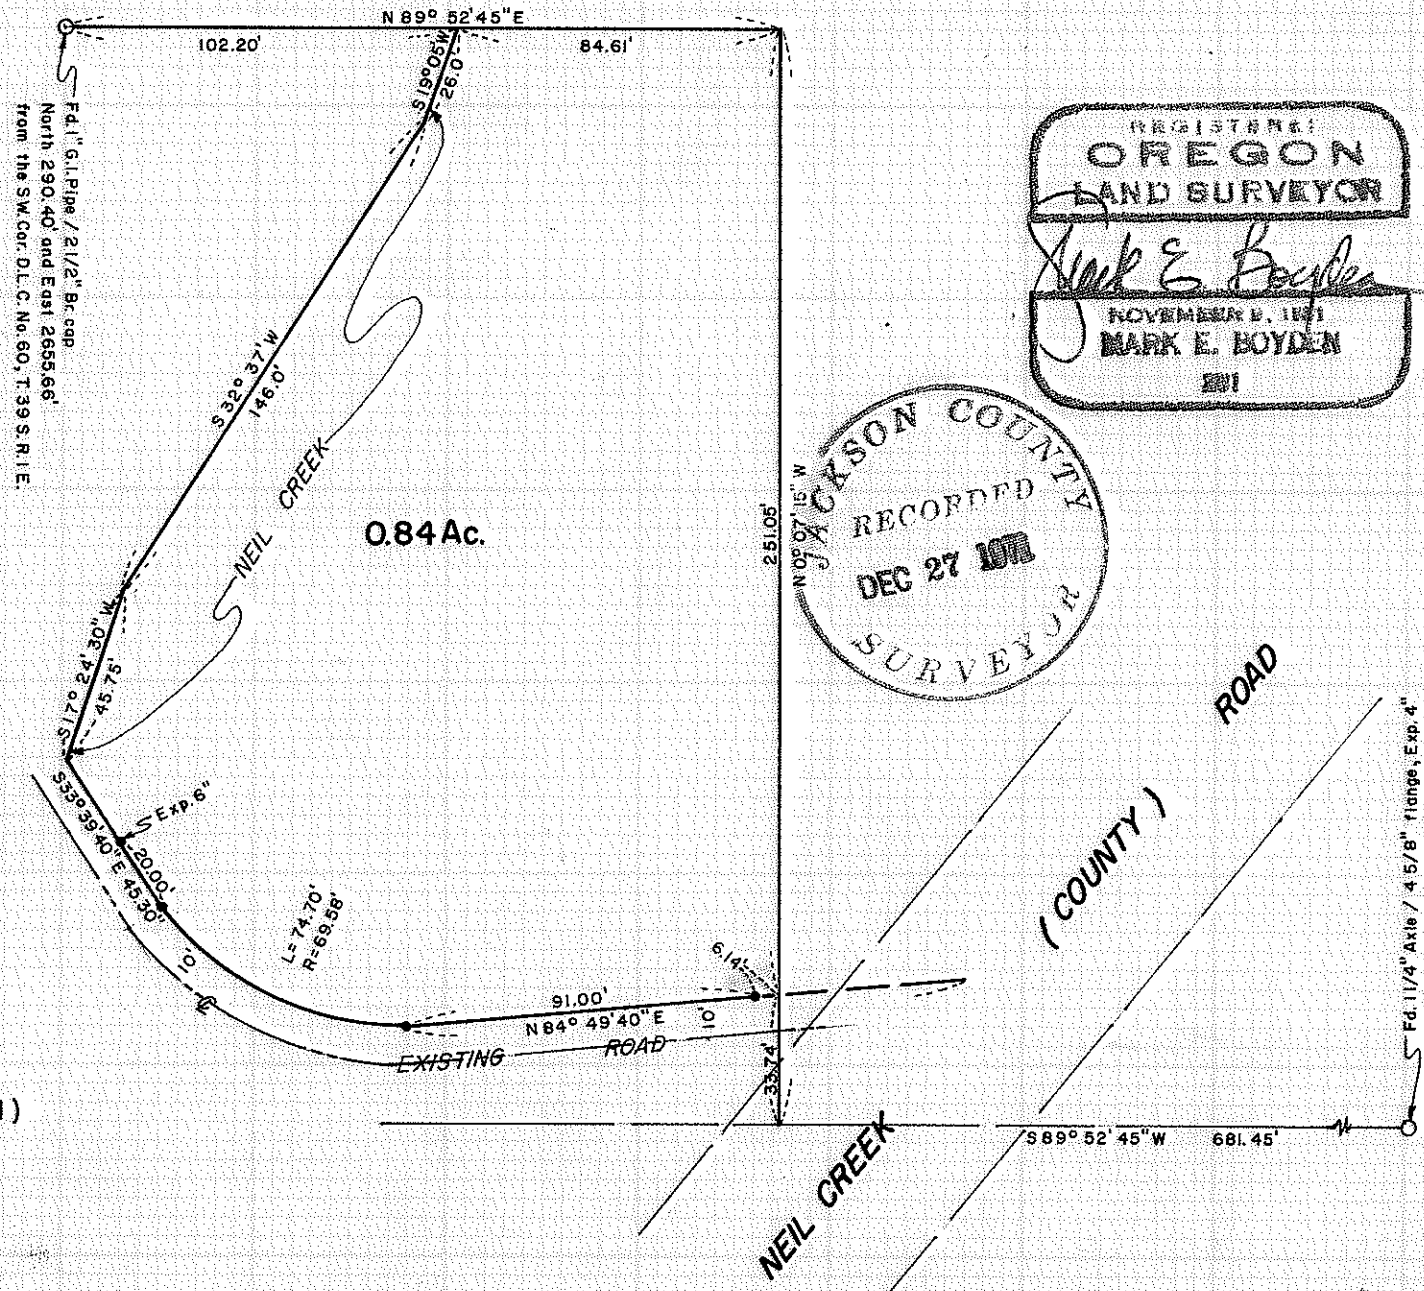 N 89° 52' 45" E
102.20'
84.61'
S19°05'W
26.0'
Fd. 1" G.I. Pipe / 2 1/2" Br. cap
North 290.40' and East 2655.66'
from the SW. Cor. D.L.C. No. 60, T. 39 S. R. 1 E.
OREGON
LAND SURVEYOR
Mark E Boyden
MARK E. BOYDEN
S 32° 37' W
146.0'
NEIL CREEK
0.84 Ac.
251.05'
N 0° 07' 15" W
JACKSON COUNTY
RECORDED
DEC 27
SURVEYOR
S 17° 24' 30" W
45.75'
Exp. 6"
20.00'
S33° 39' 40" E 45.30'
L= 74.70'
R=69.58'
10'
91.00'
N 84° 49' 40" E
6.14'
10'
EXISTING ROAD
33.74'
NEIL CREEK
ROAD
( COUNTY )
S 89° 52' 45" W 681.45'
Fd. 1 1/4" Axle / 4 5/8" flange, Exp. 4"